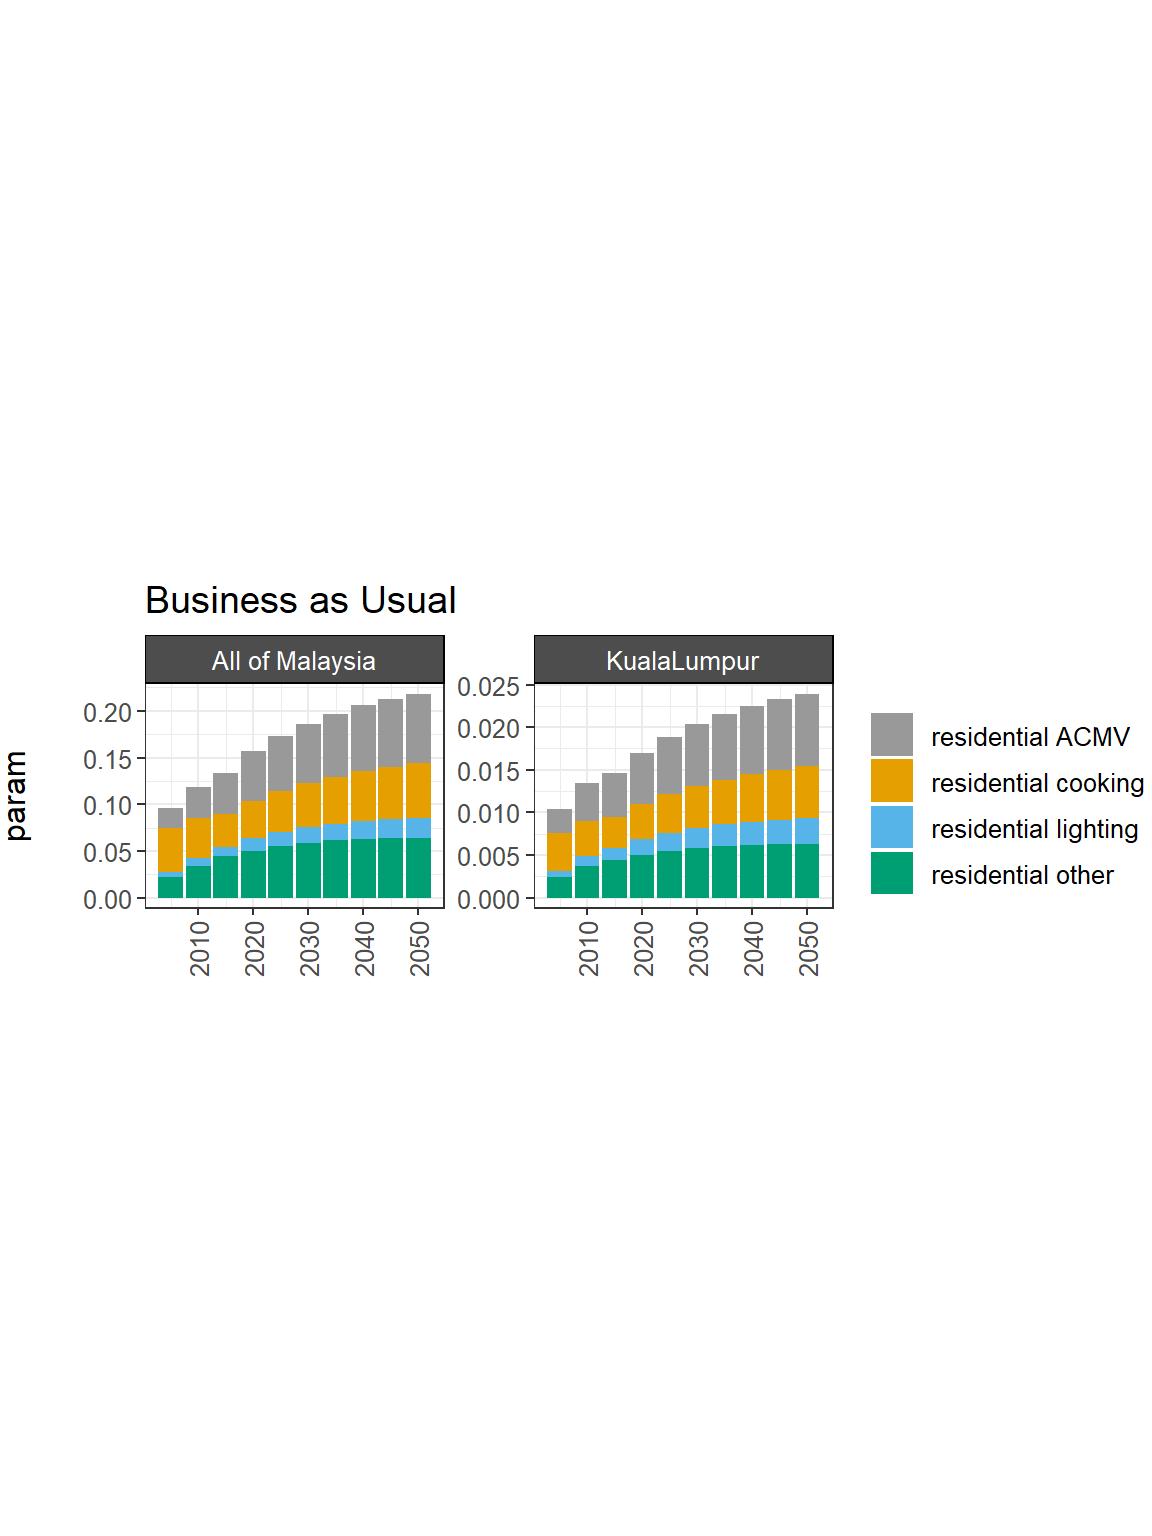 Business as Usual
All of Malaysia
KualaLumpur
param
0.20
0.15
0.10
0.05
0.00
2010
2020
2030
2040
2050
0.025
0.020
0.015
0.010
0.005
0.000
2010
2020
2030
2040
2050
residential ACMV
residential cooking
residential lighting
residential other